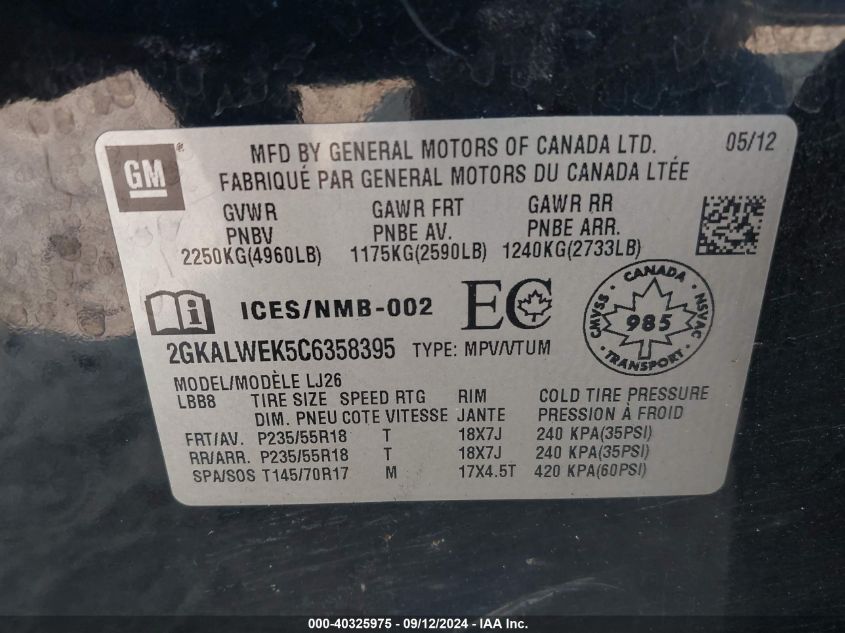 GM
MFD BY GENERAL MOTORS OF CANADA LTD. 05/12
FABRIQUÉ PAR GENERAL MOTORS DU CANADA LTÉE
GVWR GAWR FRT GAWR RR
PNBV PNBE AV. PNBE ARR.
2250KG(4960LB) 1175KG(2590LB) 1240KG(2733LB)
ICES/NMB-002 EC
CANADA
CMVSS 985 NSVAC
TRANSPORT
2GKALWEK5C6358395 TYPE: MPV/VTUM
MODEL/MODÈLE LJ26
LBB8 TIRE SIZE SPEED RTG RIM COLD TIRE PRESSURE
DIM. PNEU COTE VITESSE JANTE PRESSION À FROID
FRT/AV. P235/55R18 T 18X7J 240 KPA(35PSI)
RR/ARR. P235/55R18 T 18X7J 240 KPA(35PSI)
SPA/SOS T145/70R17 M 17X4.5T 420 KPA(60PSI)
000-40325975 - 09/12/2024 - IAA Inc.